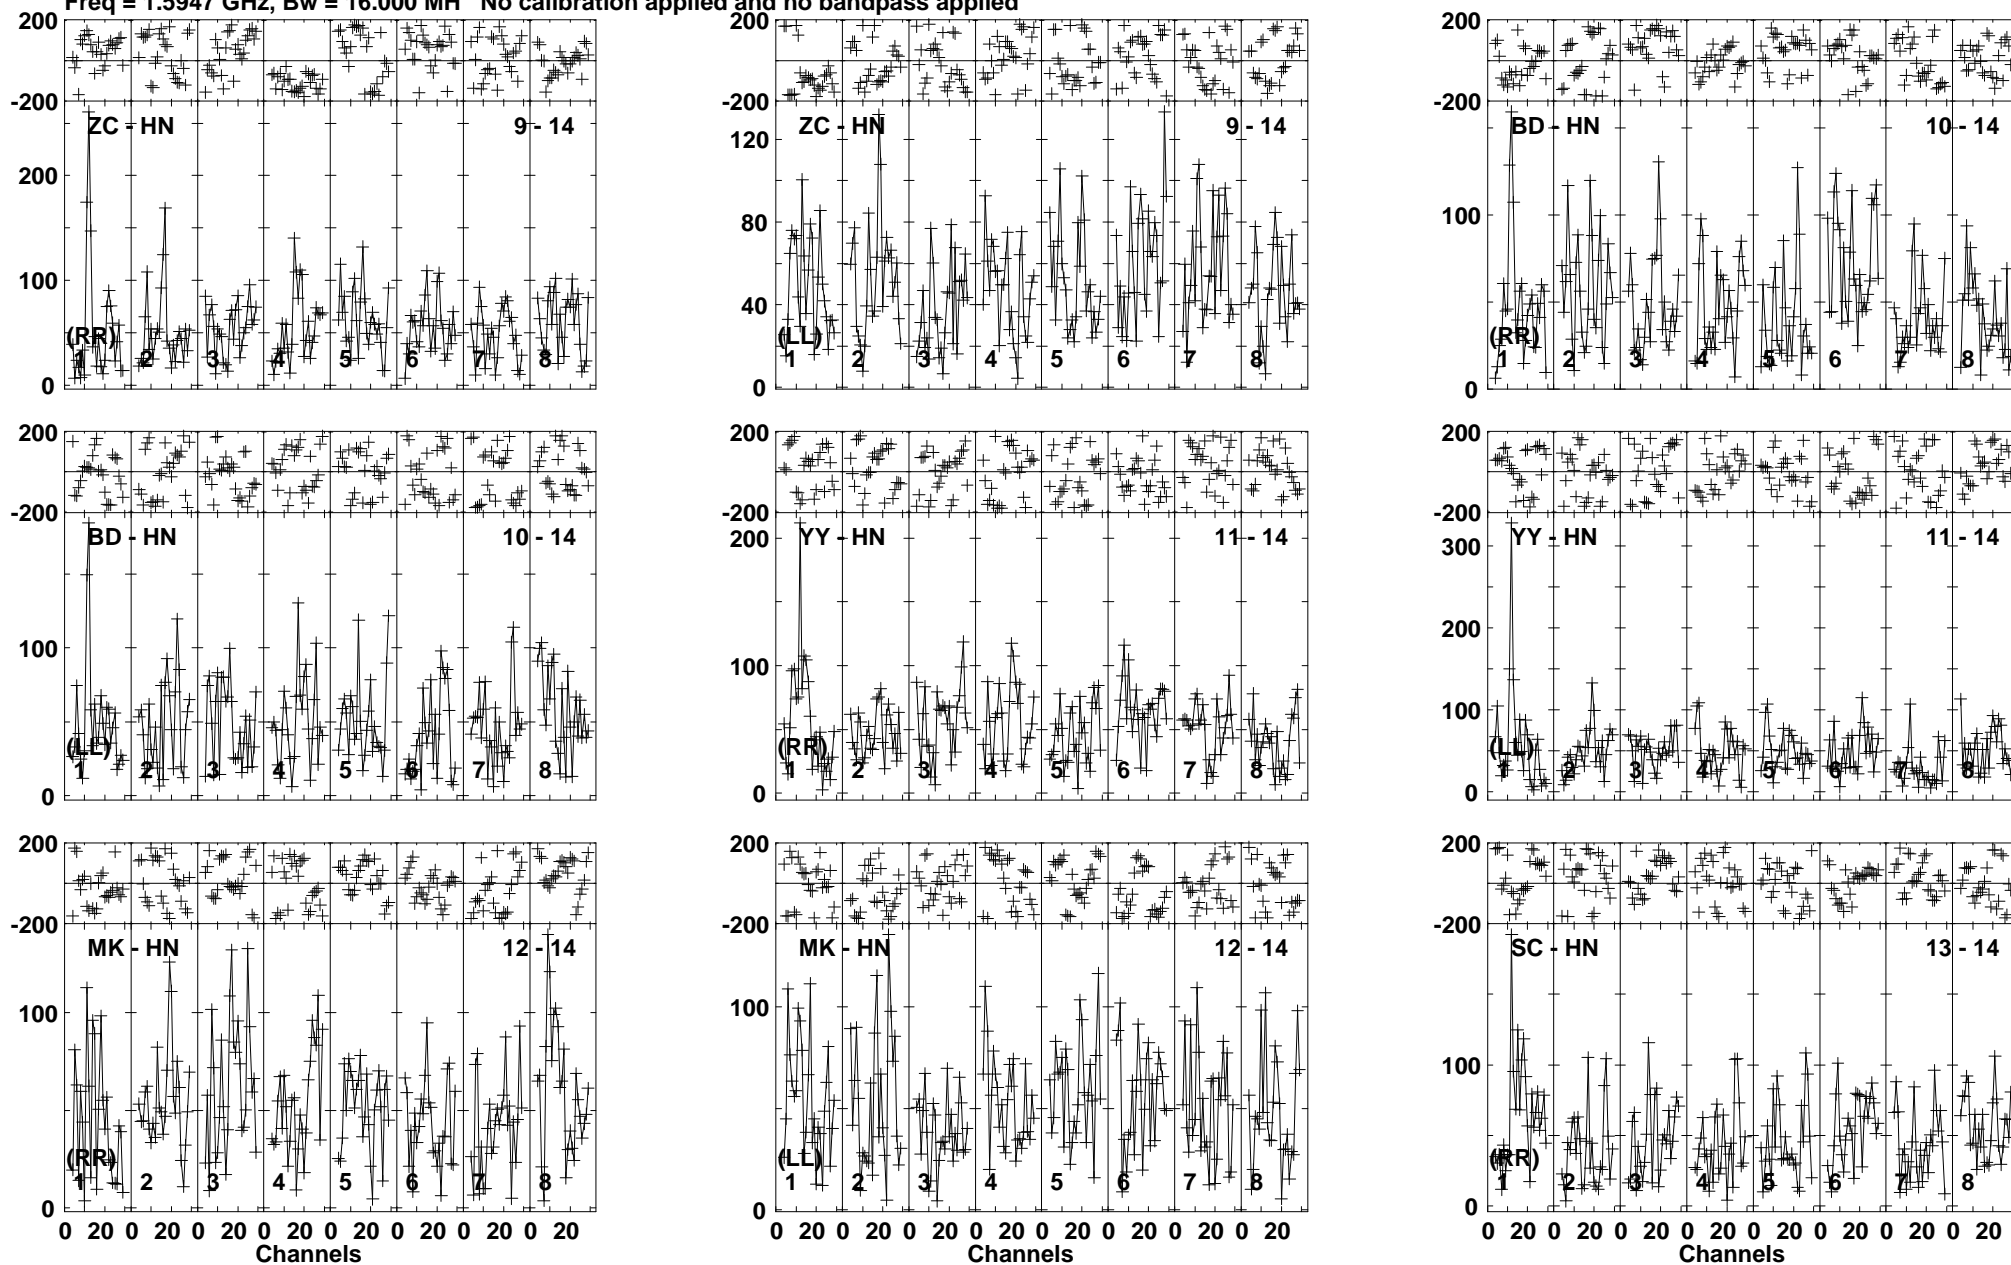 Freq = 1.5947 GHz, Bw = 16.000 MH No calibration applied and no bandpass applied
200 200 200
-200 -200 -200
ZC - HN 9 - 14 ZC - HN 9 - 14 BD - HN 10 - 14
200 120 100
100 80
40
(RR) (LL) (RR)
1 2 3 4 5 6 7 8 1 2 3 4 5 6 7 8 1 2 3 4 5 6 7 8
0 0 0
200 200 200
-200 -200 -200
BD - HN 10 - 14 YY - HN 11 - 14 YY - HN 11 - 14
100 200 300
100 200
100
(LL) (RR) (LL)
1 2 3 4 5 6 7 8 1 2 3 4 5 6 7 8 1 2 3 4 5 6 7 8
0 0 0
200 200 200
-200 -200 -200
MK - HN 12 - 14 MK - HN 12 - 14 SC - HN 13 - 14
100 100 100
(RR) (LL) (RR)
1 2 3 4 5 6 7 8 1 2 3 4 5 6 7 8 1 2 3 4 5 6 7 8
0 0 0
0 20 0 20 0 20 0 20 0 20 0 20 0 20 0 20 0 20 0 20 0 20 0 20 0 20 0 20 0 20 0 20 0 20 0 20 0 20 0 20 0 20 0 20 0 20 0 20
Channels Channels Channels